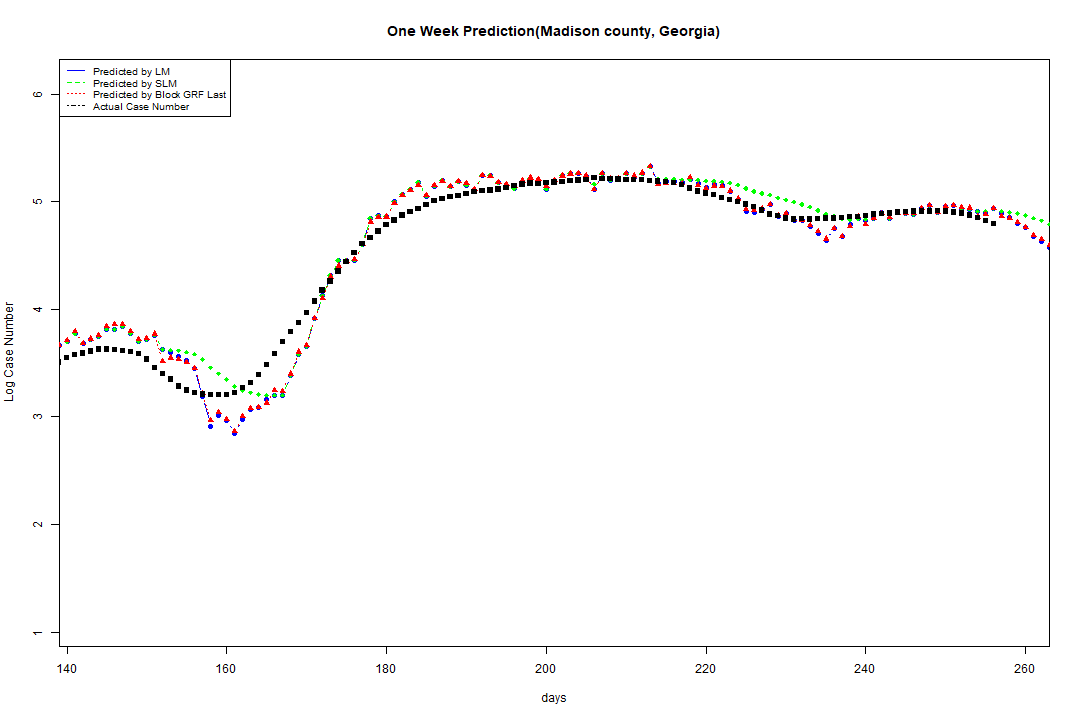 One Week Prediction(Madison county, Georgia)
Predicted by LM
Predicted by SLM
Predicted by Block GRF Last
Actual Case Number
6
5
4
3
2
1
Log Case Number
140 160 180 200 220 240 260
days